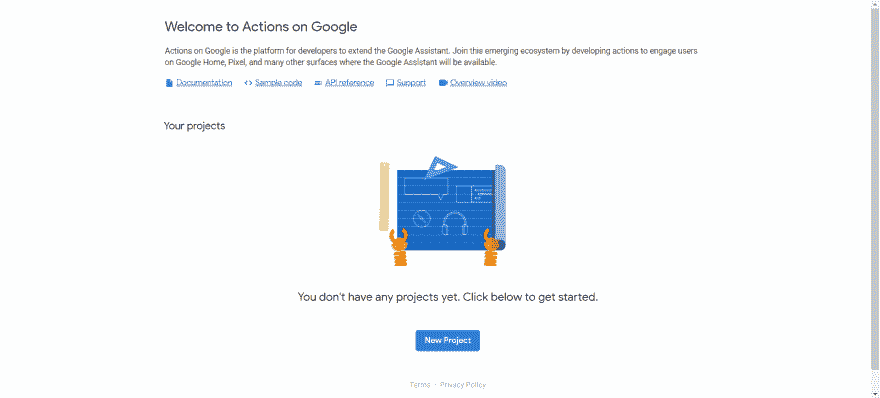 Welcome to Actions on Google
Actions on Google is the platform for developers to extend the Google Assistant. Join this emerging ecosystem by developing actions to engage users
on Google Home, Pixel, and many other surfaces where the Google Assistant will be available.
Documentation Sample code API reference Support Overview video
Your projects
You don't have any projects yet. Click below to get started.
New Project
Terms · Privacy Policy